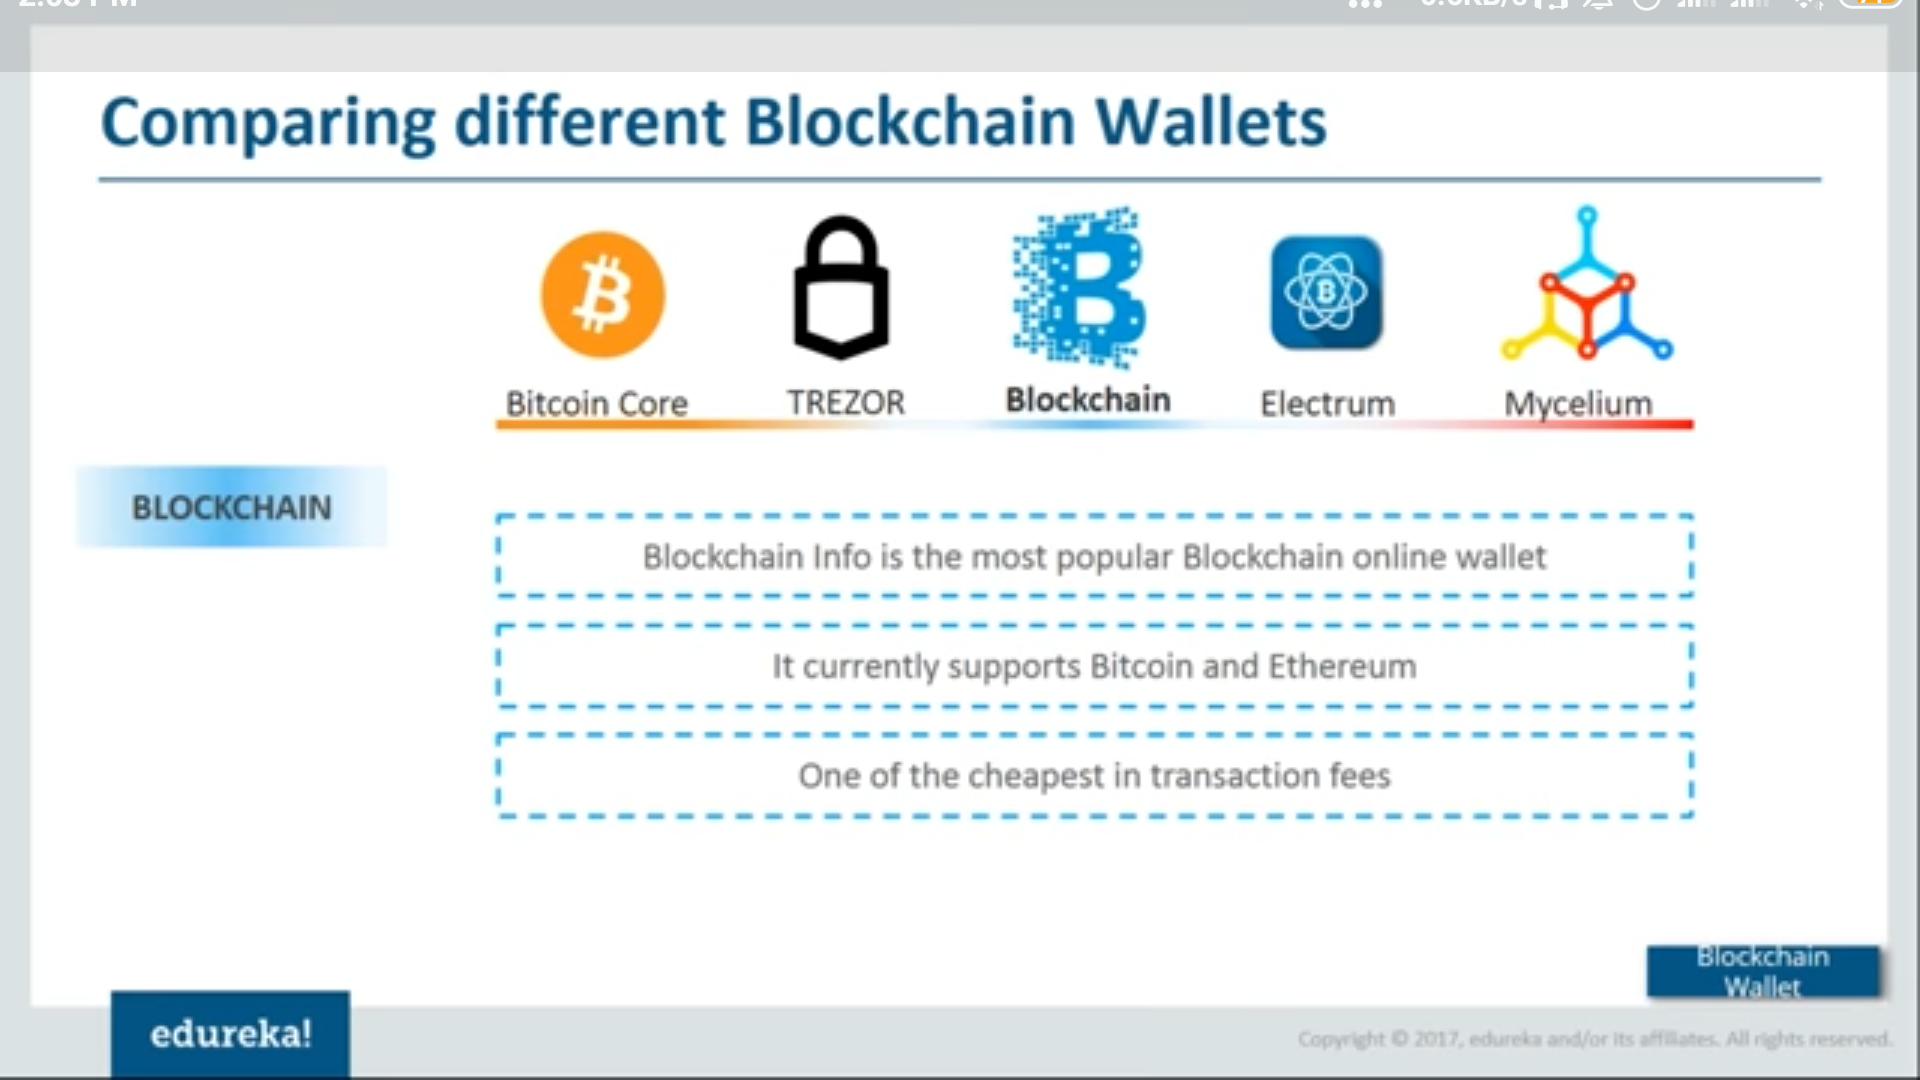 Comparing different Blockchain Wallets
Bitcoin Core
TREZOR
Blockchain
Electrum
Mycelium
BLOCKCHAIN
Blockchain Info is the most popular Blockchain online wallet
It currently supports Bitcoin and Ethereum
One of the cheapest in transaction fees
Blockchain
Wallet
edureka!
Copyright © 2017, edureka and/or its affiliates. All rights reserved.